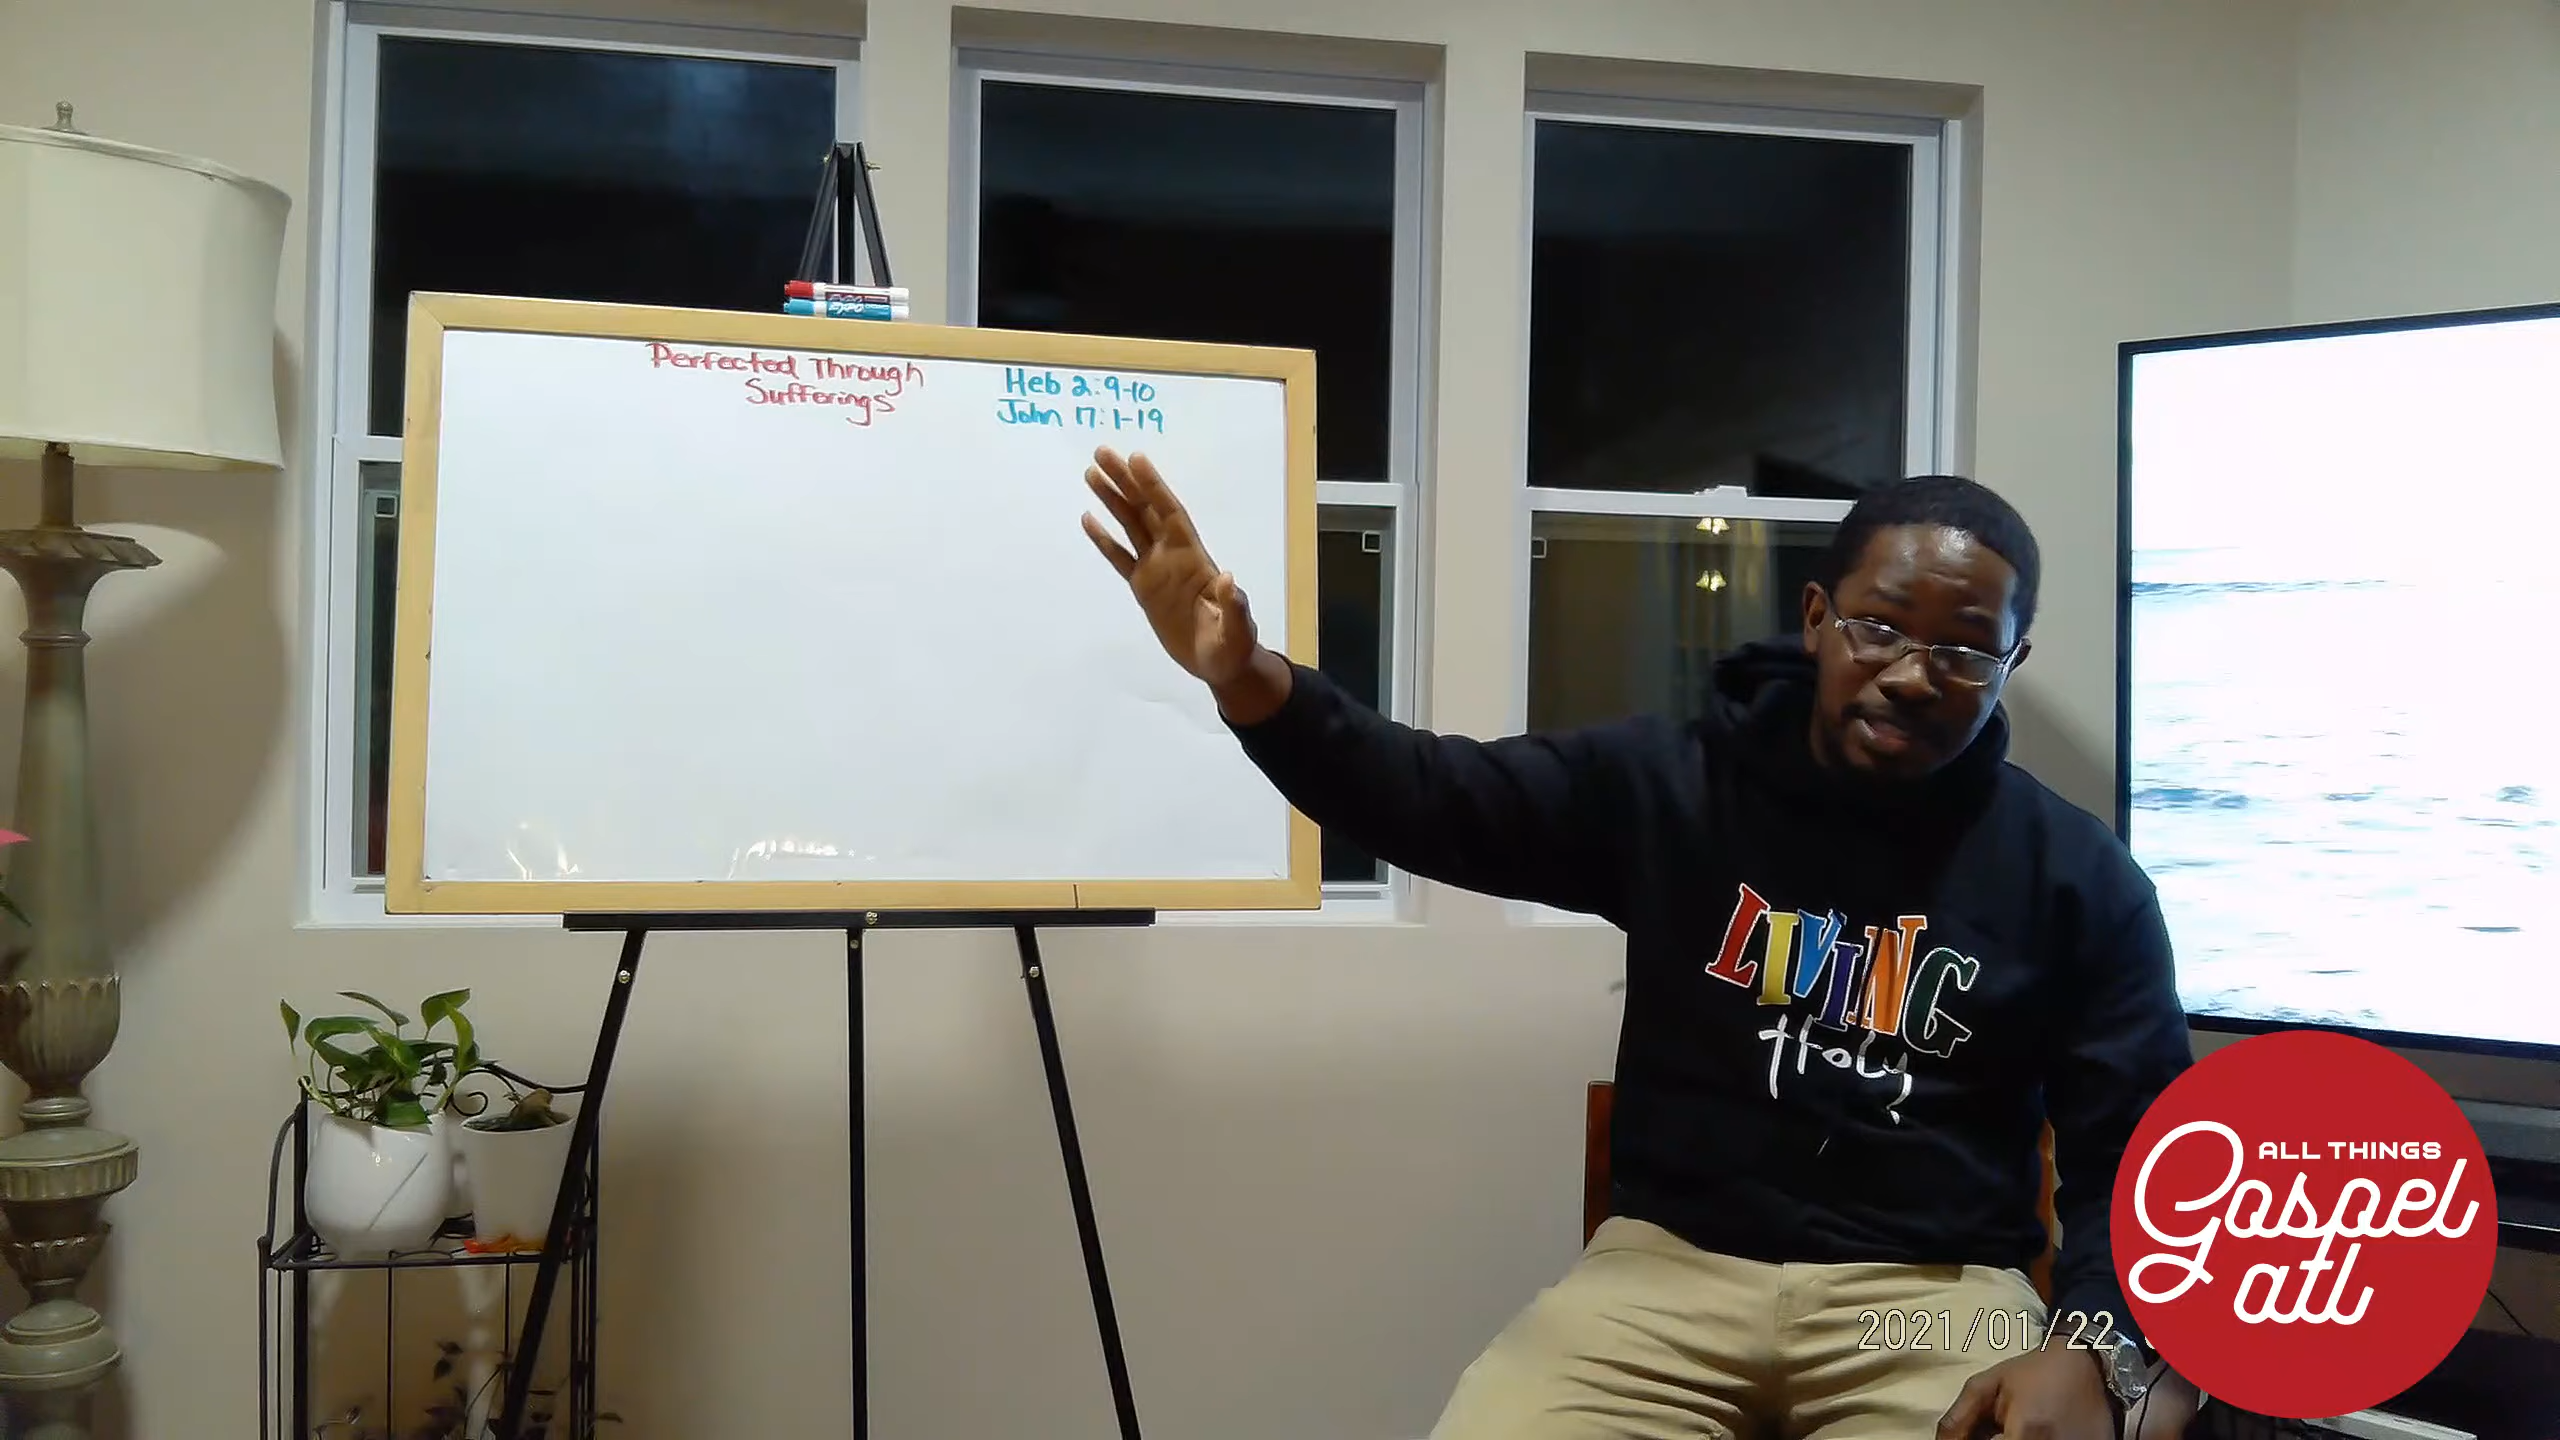 Perfected Through
Sufferings
Heb 2:9-10
John 17:1-19
LIVING
Holy
ALL THINGS
Gospel
atl
2021/01/22